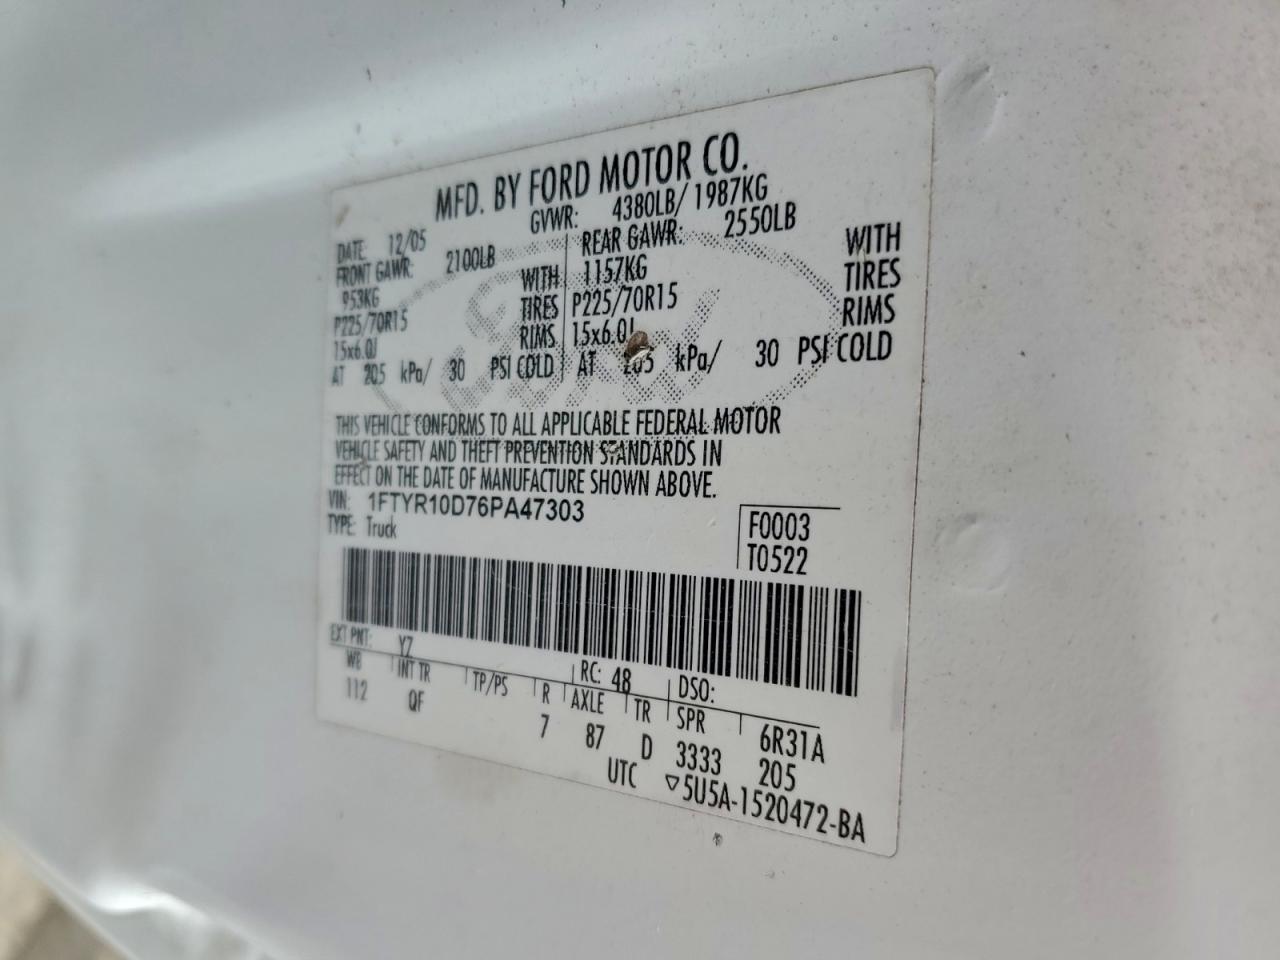 MFD. BY FORD MOTOR CO.
DATE: 12/05 GVWR: 4380LB/ 1987KG
FRONT GAWR: 2100LB REAR GAWR: 2550LB
953KG WITH 1157KG WITH
P225/70R15 TIRES P225/70R15 TIRES
15x6.0J RIMS 15x6.0J RIMS
AT 205 kPa/ 30 PSI COLD AT 205 kPa/ 30 PSI COLD
THIS VEHICLE CONFORMS TO ALL APPLICABLE FEDERAL MOTOR
VEHICLE SAFETY AND THEFT PREVENTION STANDARDS IN
EFFECT ON THE DATE OF MANUFACTURE SHOWN ABOVE.
VIN: 1FTYR10D76PA47303
TYPE: Truck
F0003
T0522
EXT PNT: YZ RC: 48 DSO:
WB INT TR TP/PS R AXLE TR SPR 6R31A
112 QF 7 87 D 3333 205
UTC ▽5U5A-1520472-BA